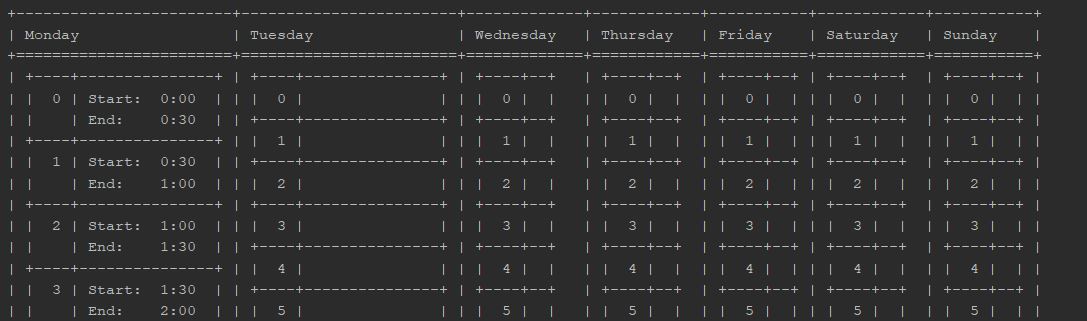 +------------------------+------------------------+-------------+------------+-----------+------------+-----------+
| Monday                 | Tuesday                | Wednesday   | Thursday   | Friday    | Saturday   | Sunday    |
+========================+========================+=============+============+===========+============+===========+
| +----+---------------+ | +----+---------------+ | +----+--+   | +----+--+  | +----+--+ | +----+--+  | +----+--+ |
| |  0 | Start:  0:00  | | |  0 |               | | |  0 |  |   | |  0 |  |  | |  0 |  | | |  0 |  |  | |  0 |  | |
| |    | End:    0:30  | | +----+---------------+ | +----+--+   | +----+--+  | +----+--+ | +----+--+  | +----+--+ |
| +----+---------------+ | |  1 |               | | |  1 |  |   | |  1 |  |  | |  1 |  | | |  1 |  |  | |  1 |  | |
| |  1 | Start:  0:30  | | +----+---------------+ | +----+--+   | +----+--+  | +----+--+ | +----+--+  | +----+--+ |
| |    | End:    1:00  | | |  2 |               | | |  2 |  |   | |  2 |  |  | |  2 |  | | |  2 |  |  | |  2 |  | |
| +----+---------------+ | +----+---------------+ | +----+--+   | +----+--+  | +----+--+ | +----+--+  | +----+--+ |
| |  2 | Start:  1:00  | | |  3 |               | | |  3 |  |   | |  3 |  |  | |  3 |  | | |  3 |  |  | |  3 |  | |
| |    | End:    1:30  | | +----+---------------+ | +----+--+   | +----+--+  | +----+--+ | +----+--+  | +----+--+ |
| +----+---------------+ | |  4 |               | | |  4 |  |   | |  4 |  |  | |  4 |  | | |  4 |  |  | |  4 |  | |
| |  3 | Start:  1:30  | | +----+---------------+ | +----+--+   | +----+--+  | +----+--+ | +----+--+  | +----+--+ |
| |    | End:    2:00  | | |  5 |               | | |  5 |  |   | |  5 |  |  | |  5 |  | | |  5 |  |  | |  5 |  | |